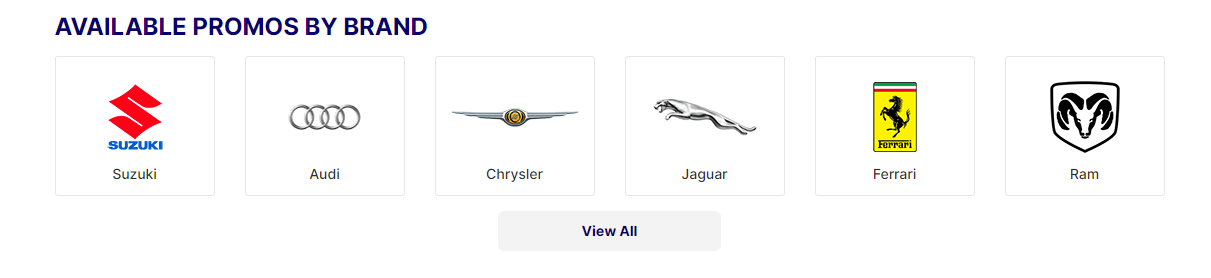 AVAILABLE PROMOS BY BRAND
SUZUKI
Ferrari
Suzuki Audi Chrysler Jaguar Ferrari Ram
View All